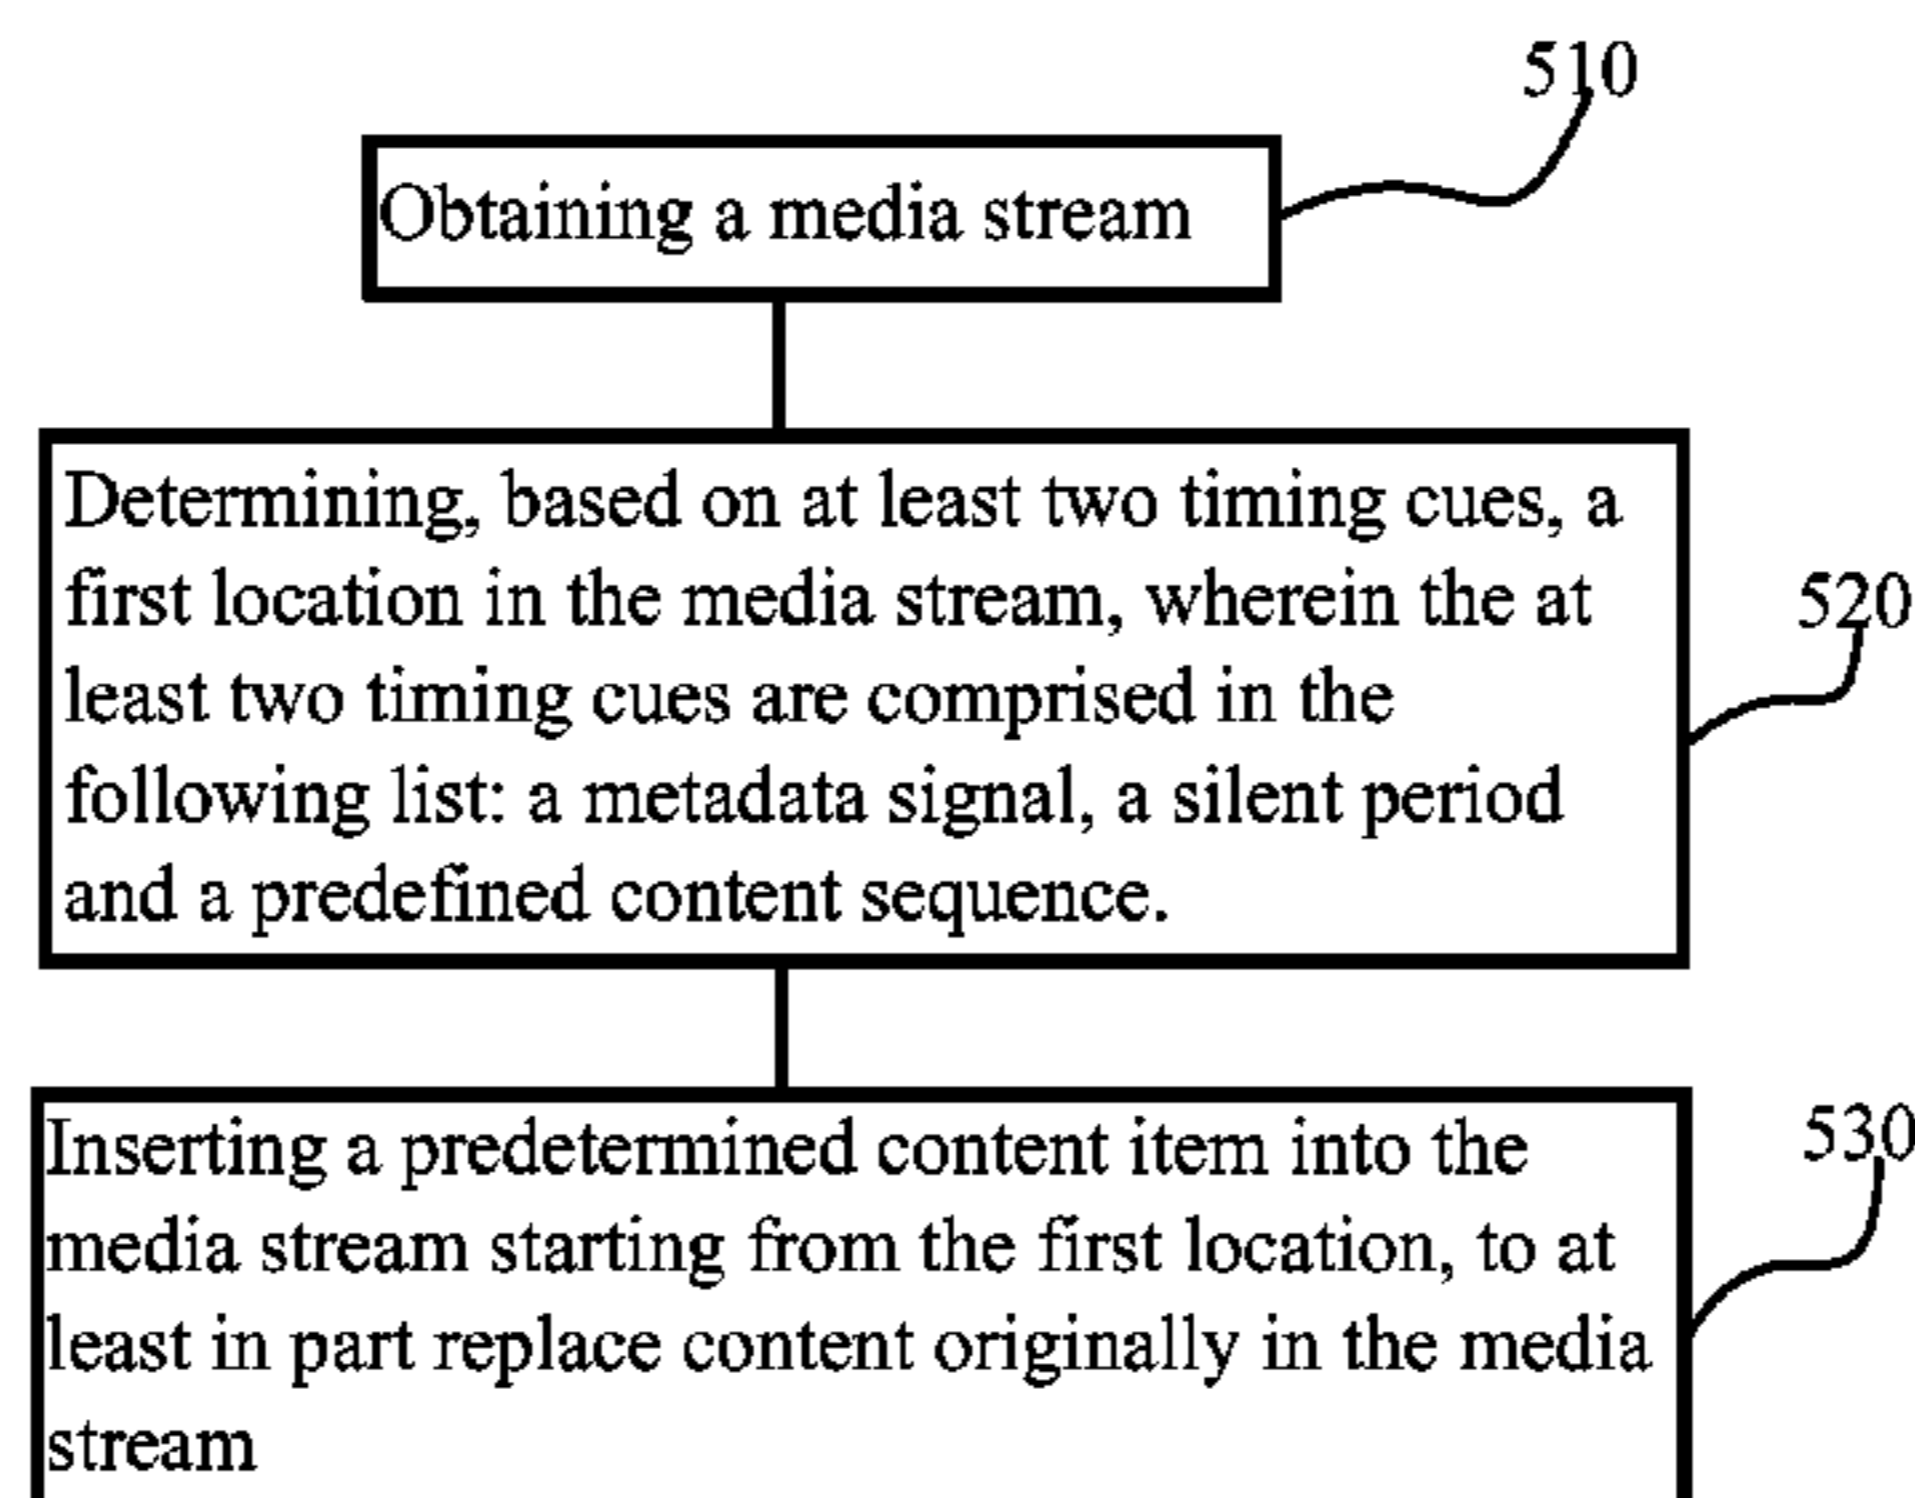 510
Obtaining a media stream
Determining, based on at least two timing cues, a
first location in the media stream, wherein the at
least two timing cues are comprised in the
following list: a metadata signal, a silent period
and a predefined content sequence.
520
Inserting a predetermined content item into the
media stream starting from the first location, to at
least in part replace content originally in the media
stream
530